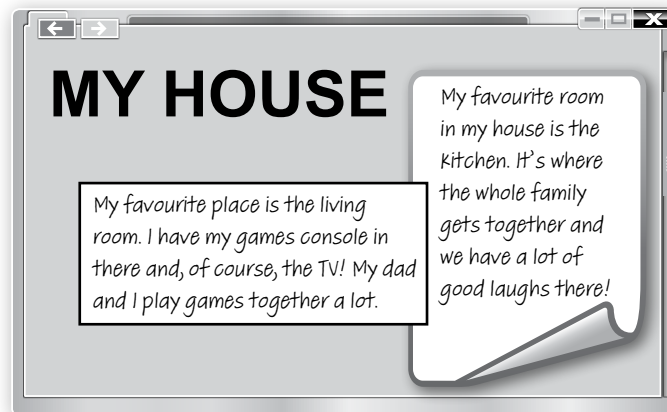 MY HOUSE
My favourite place is the living
room. I have my games console in
there and, of course, the TV! My dad
and I play games together a lot.
My favourite room
in my house is the
kitchen. It's where
the whole family
gets together and
we have a lot of
good laughs there!